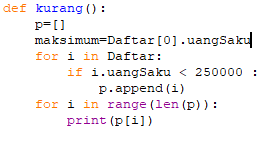 def kurang():
    p=[]
    maksimum=Daftar[0].uangSaku
    for i in Daftar:
        if i.uangSaku < 250000 :
            p.append(i)
    for i in range(len(p)):
        print(p[i])